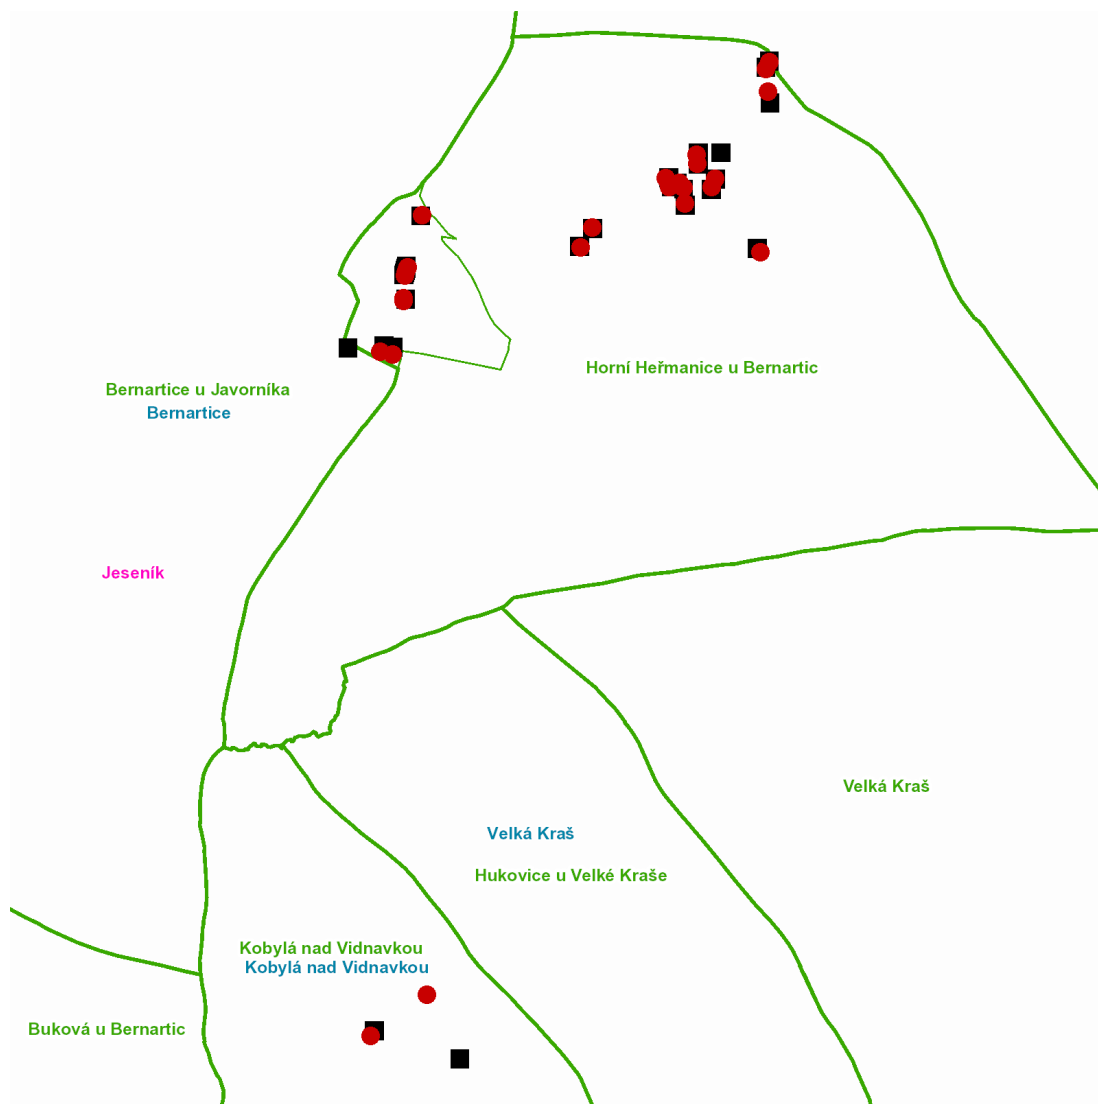 Horní Heřmanice u Bernartic
Bernartice u Javorníka
Bernartice
Jeseník
Velká Kraš
Velká Kraš
Hukovice u Velké Kraše
Kobylá nad Vidnavkou
Kobylá nad Vidnavkou
Buková u Bernartic